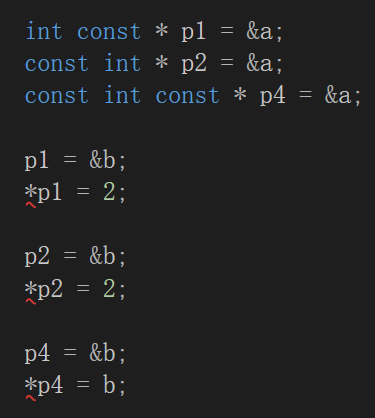 int const * p1 = &a;
const int * p2 = &a;
const int const * p4 = &a;
p1 = &b;
*p1 = 2;
p2 = &b;
*p2 = 2;
p4 = &b;
*p4 = b;